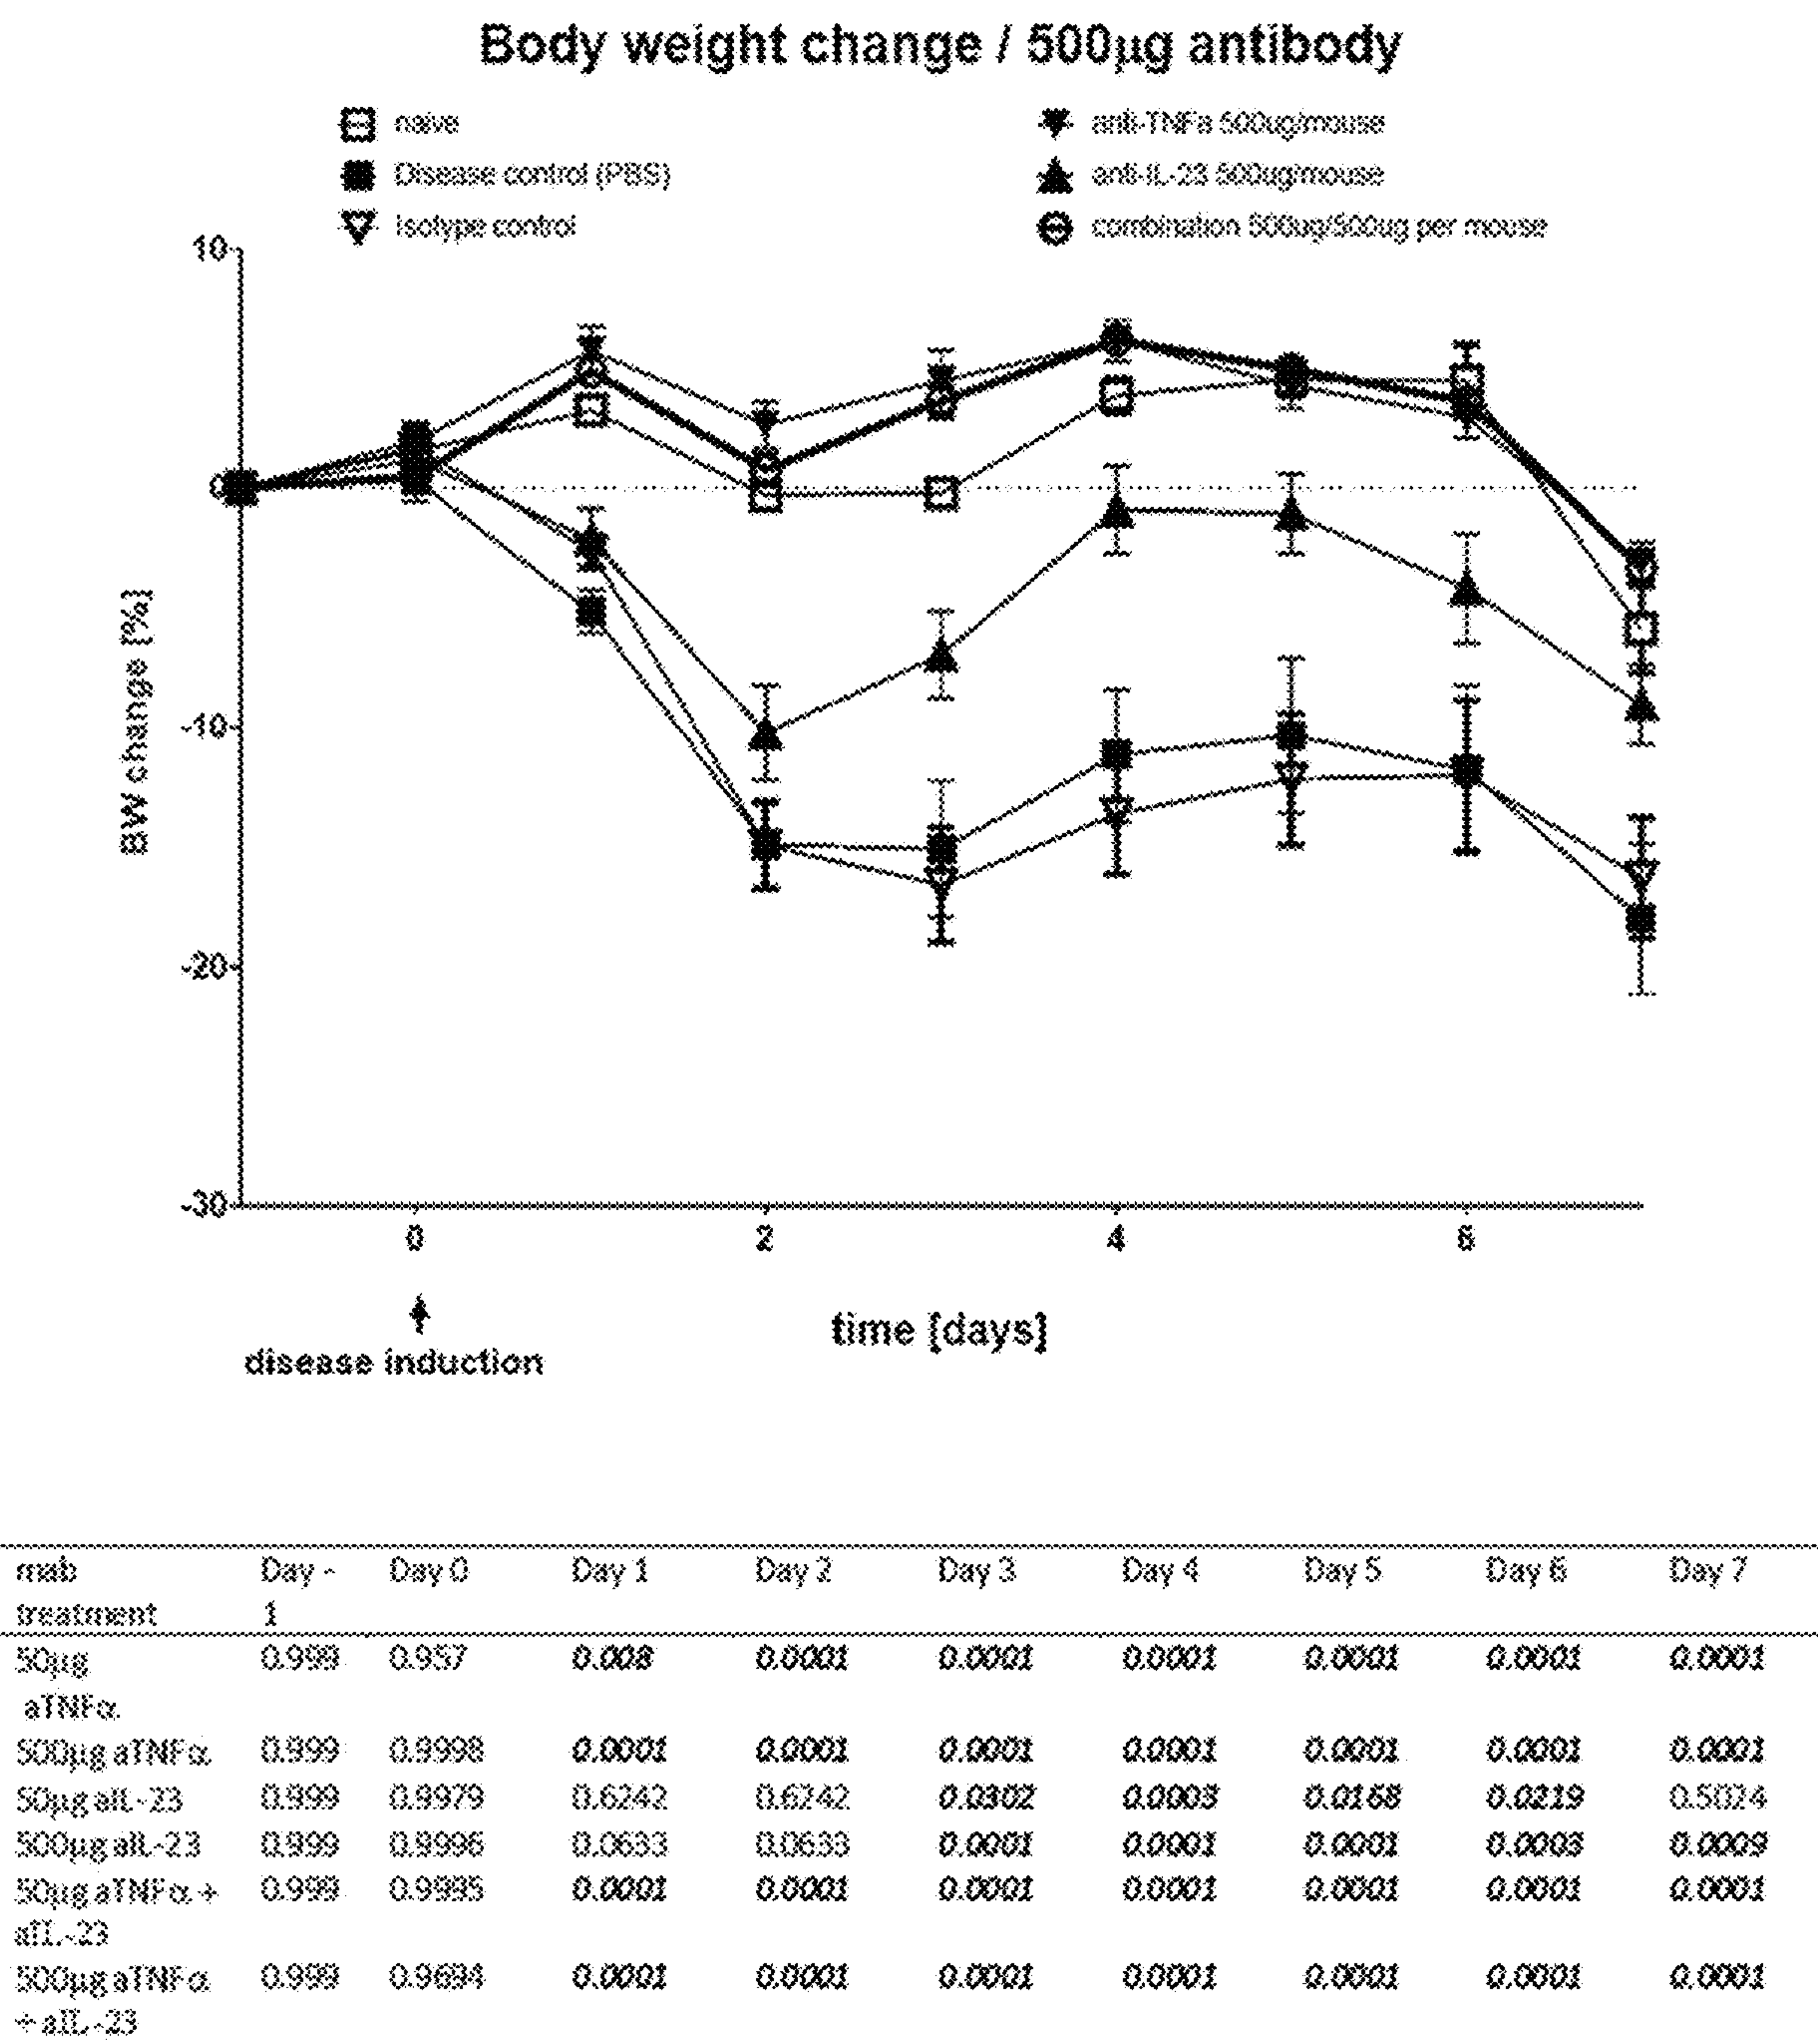 Body weight change / 500µg antibody
naive
Disease control (PBS)
Isotype control
anti-TNFa 500ug/mouse
anti-IL-23 500ug/mouse
combination 500ug/500ug per mouse
10
0
-10
-20
-30
BW change [%]
0 2 4 6
disease induction
time [days]
mab Day - Day 0 Day 1 Day 2 Day 3 Day 4 Day 5 Day 6 Day 7
treatment 1
50µg 0.999 0.957 0.008 0.0001 0.0001 0.0001 0.0001 0.0001 0.0001
aTNFα
500µg aTNFα 0.999 0.9998 0.0001 0.0001 0.0001 0.0001 0.0001 0.0001 0.0001
50µg aIL-23 0.999 0.9979 0.6242 0.6242 0.0302 0.0003 0.0168 0.0219 0.5024
500µg aIL-23 0.999 0.9996 0.0633 0.0633 0.0001 0.0001 0.0001 0.0003 0.0009
50µg aTNFα + 0.999 0.9995 0.0001 0.0001 0.0001 0.0001 0.0001 0.0001 0.0001
aIL-23
500µg aTNFα 0.999 0.9694 0.0001 0.0001 0.0001 0.0001 0.0001 0.0001 0.0001
+ aIL-23